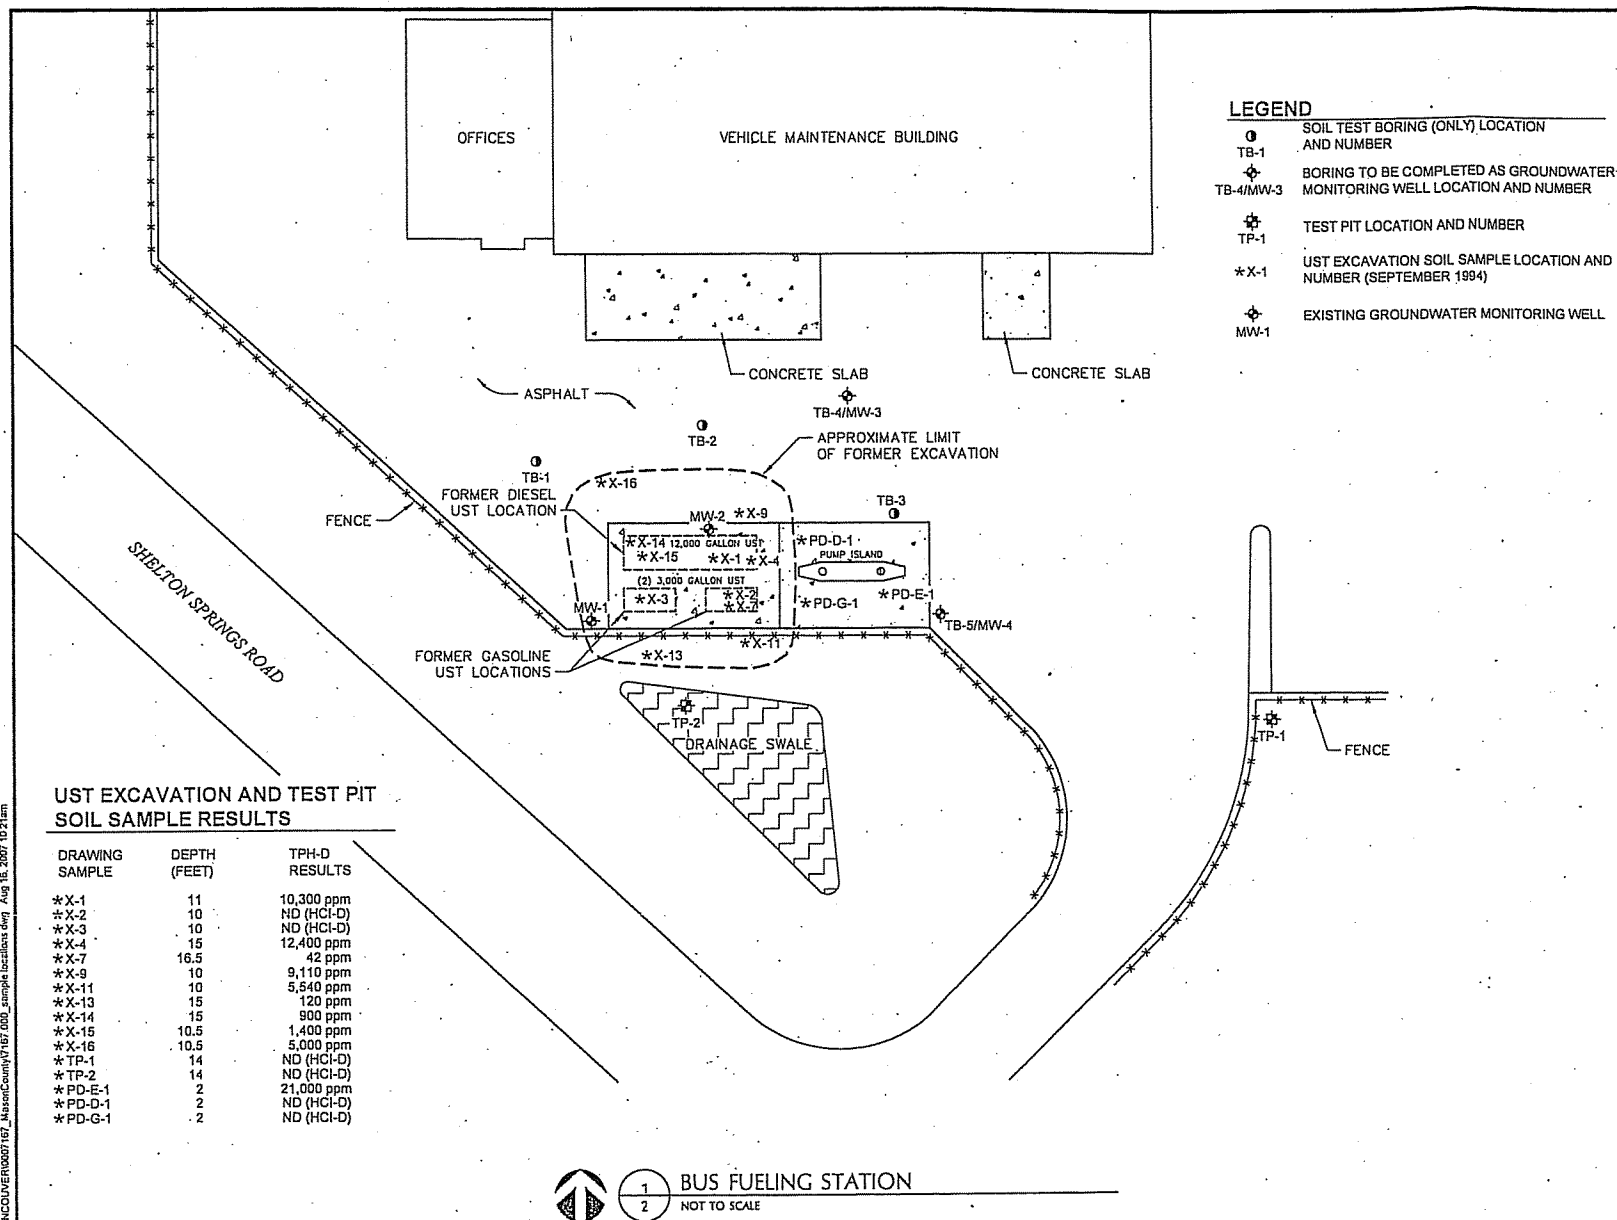 OFFICES
VEHICLE MAINTENANCE BUILDING
LEGEND
TB-1
SOIL TEST BORING (ONLY) LOCATION
AND NUMBER
TB-4/MW-3
BORING TO BE COMPLETED AS GROUNDWATER
MONITORING WELL LOCATION AND NUMBER
TP-1
TEST PIT LOCATION AND NUMBER
*X-1
UST EXCAVATION SOIL SAMPLE LOCATION AND
NUMBER (SEPTEMBER 1994)
MW-1
EXISTING GROUNDWATER MONITORING WELL
CONCRETE SLAB
CONCRETE SLAB
ASPHALT
TB-4/MW-3
TB-2
APPROXIMATE LIMIT
OF FORMER EXCAVATION
TB-1
*X-16
FORMER DIESEL
UST LOCATION
TB-3
FENCE
MW-2
*X-9
*X-14 12,000 GALLON UST
*X-15
*X-1
*X-4
*PD-D-1
PUMP ISLAND
(2) 3,000 GALLON UST
*X-3
*X-2
*X-7
*PD-G-1
*PD-E-1
MW-1
TB-5/MW-4
*X-11
*X-13
FORMER GASOLINE
UST LOCATIONS
SHELTON SPRINGS ROAD
TP-2
DRAINAGE SWALE
TP-1
FENCE
UST EXCAVATION AND TEST PIT
SOIL SAMPLE RESULTS
DRAWING SAMPLE DEPTH (FEET) TPH-D RESULTS
*X-1 11 10,300 ppm
*X-2 10 ND (HCI-D)
*X-3 10 ND (HCI-D)
*X-4 15 12,400 ppm
*X-7 16.5 42 ppm
*X-9 10 9,110 ppm
*X-11 10 5,540 ppm
*X-13 15 120 ppm
*X-14 15 900 ppm
*X-15 10.5 1,400 ppm
*X-16 10.5 5,000 ppm
*TP-1 14 ND (HCI-D)
*TP-2 14 ND (HCI-D)
*PD-E-1 2 21,000 ppm
*PD-D-1 2 ND (HCI-D)
*PD-G-1 2 ND (HCI-D)
1
2
BUS FUELING STATION
NOT TO SCALE
NCOUVER\0007167_MasonCounty\7167.000_sample locations.dwg Aug 16, 2007 10:21am